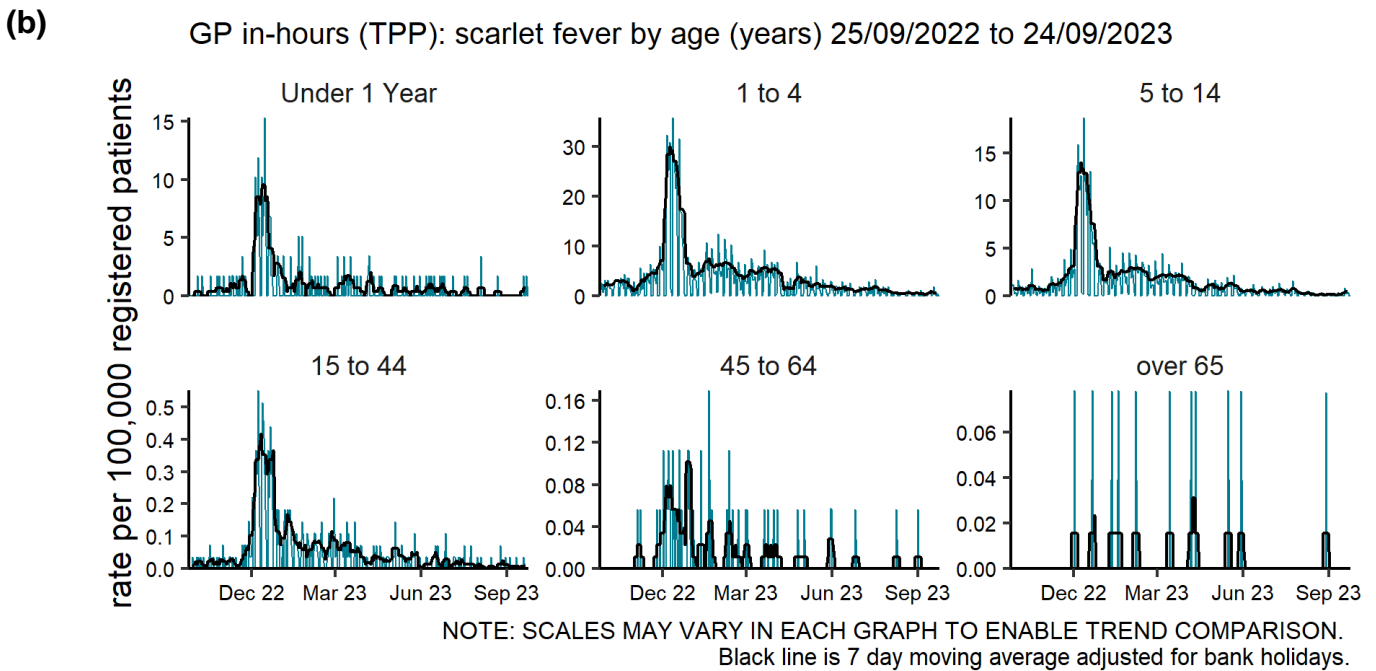 (b)
GP in-hours (TPP): scarlet fever by age (years) 25/09/2022 to 24/09/2023
rate per 100,000 registered patients
Under 1 Year
15
10
5
0
1 to 4
30
20
10
0
5 to 14
15
10
5
0
15 to 44
0.5
0.4
0.3
0.2
0.1
0.0
Dec 22 Mar 23 Jun 23 Sep 23
45 to 64
0.16
0.12
0.08
0.04
0.00
Dec 22 Mar 23 Jun 23 Sep 23
over 65
0.06
0.04
0.02
0.00
Dec 22 Mar 23 Jun 23 Sep 23
NOTE: SCALES MAY VARY IN EACH GRAPH TO ENABLE TREND COMPARISON.
Black line is 7 day moving average adjusted for bank holidays.